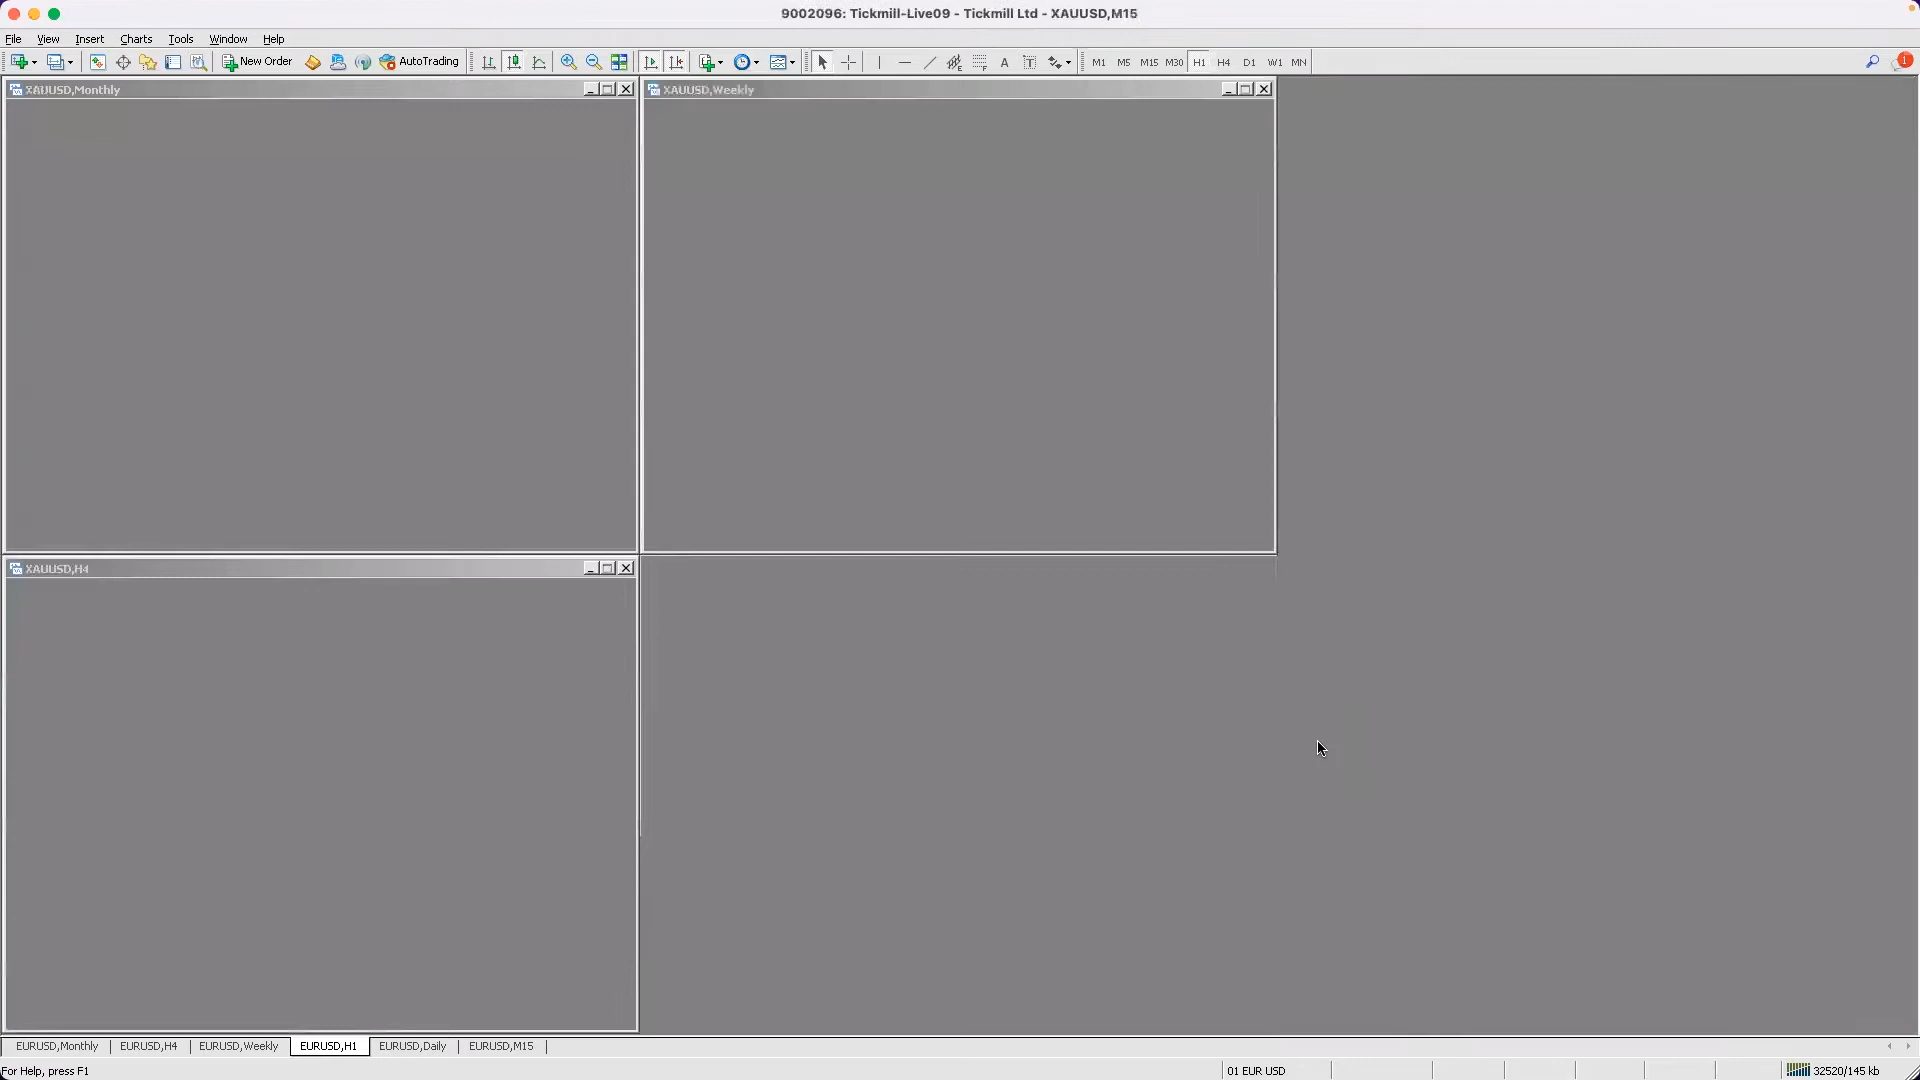 9002096: Tickmill-Live09 - Tickmill Ltd - XAUUSD,M15
File View Insert Charts Tools Window Help
New Order AutoTrading A T M1 M5 M15 M30 H1 H4 D1 W1 MN 1
XAUUSD,Monthly
XAUUSD,Weekly
XAUUSD,H4
EURUSD,Monthly EURUSD,H4 EURUSD,Weekly EURUSD,H1 EURUSD,Daily EURUSD,M15
For Help, press F1 01 EUR USD 32520/145 kb